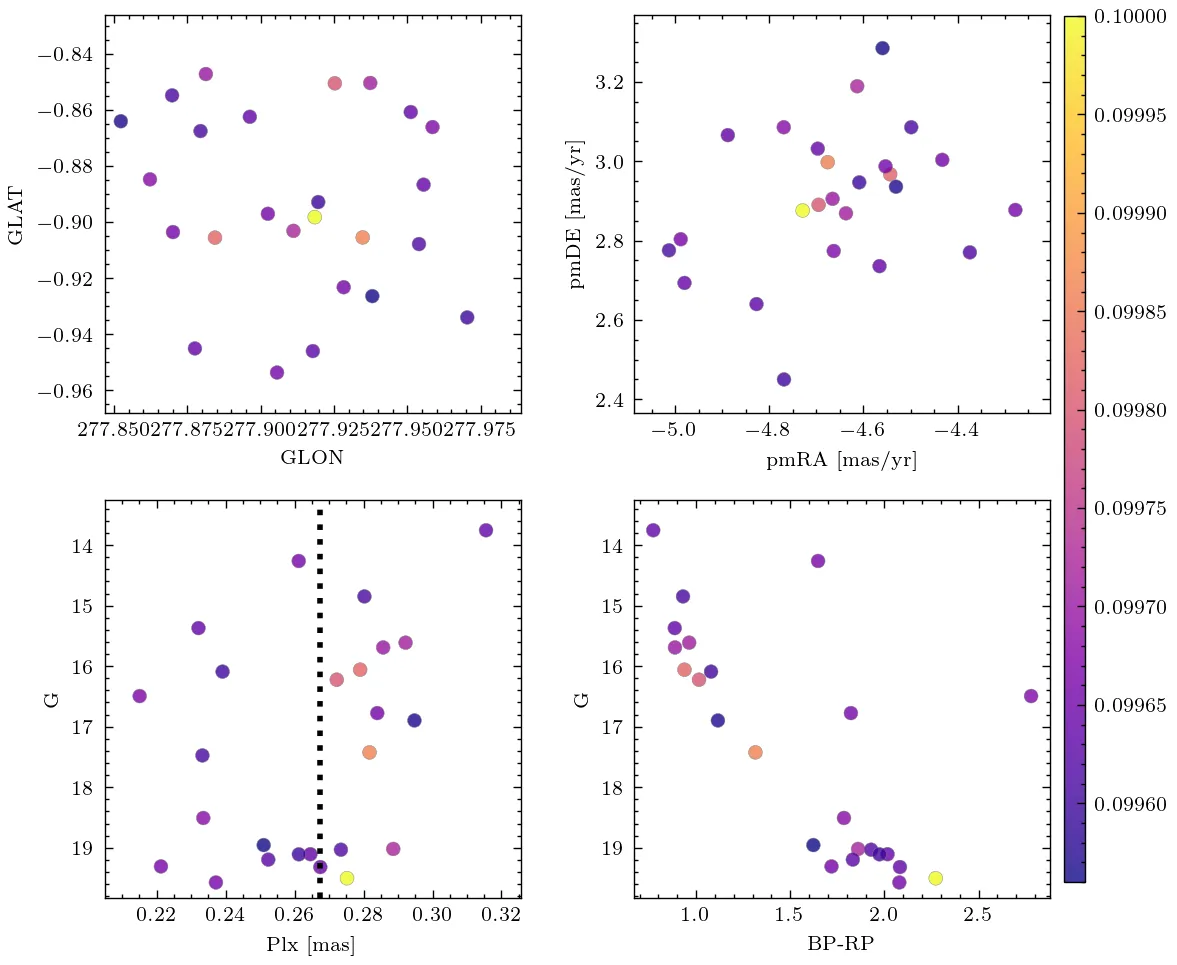 −0.84
−0.86
−0.88
−0.90
−0.92
−0.94
−0.96
GLAT
277.850 277.875 277.900 277.925 277.950 277.975
GLON
3.2
3.0
2.8
2.6
2.4
pmDE [mas/yr]
−5.0 −4.8 −4.6 −4.4
pmRA [mas/yr]
0.10000
0.09995
0.09990
0.09985
0.09980
0.09975
0.09970
0.09965
0.09960
14
15
16
17
18
19
G
0.22 0.24 0.26 0.28 0.30 0.32
Plx [mas]
14
15
16
17
18
19
G
1.0 1.5 2.0 2.5
BP-RP